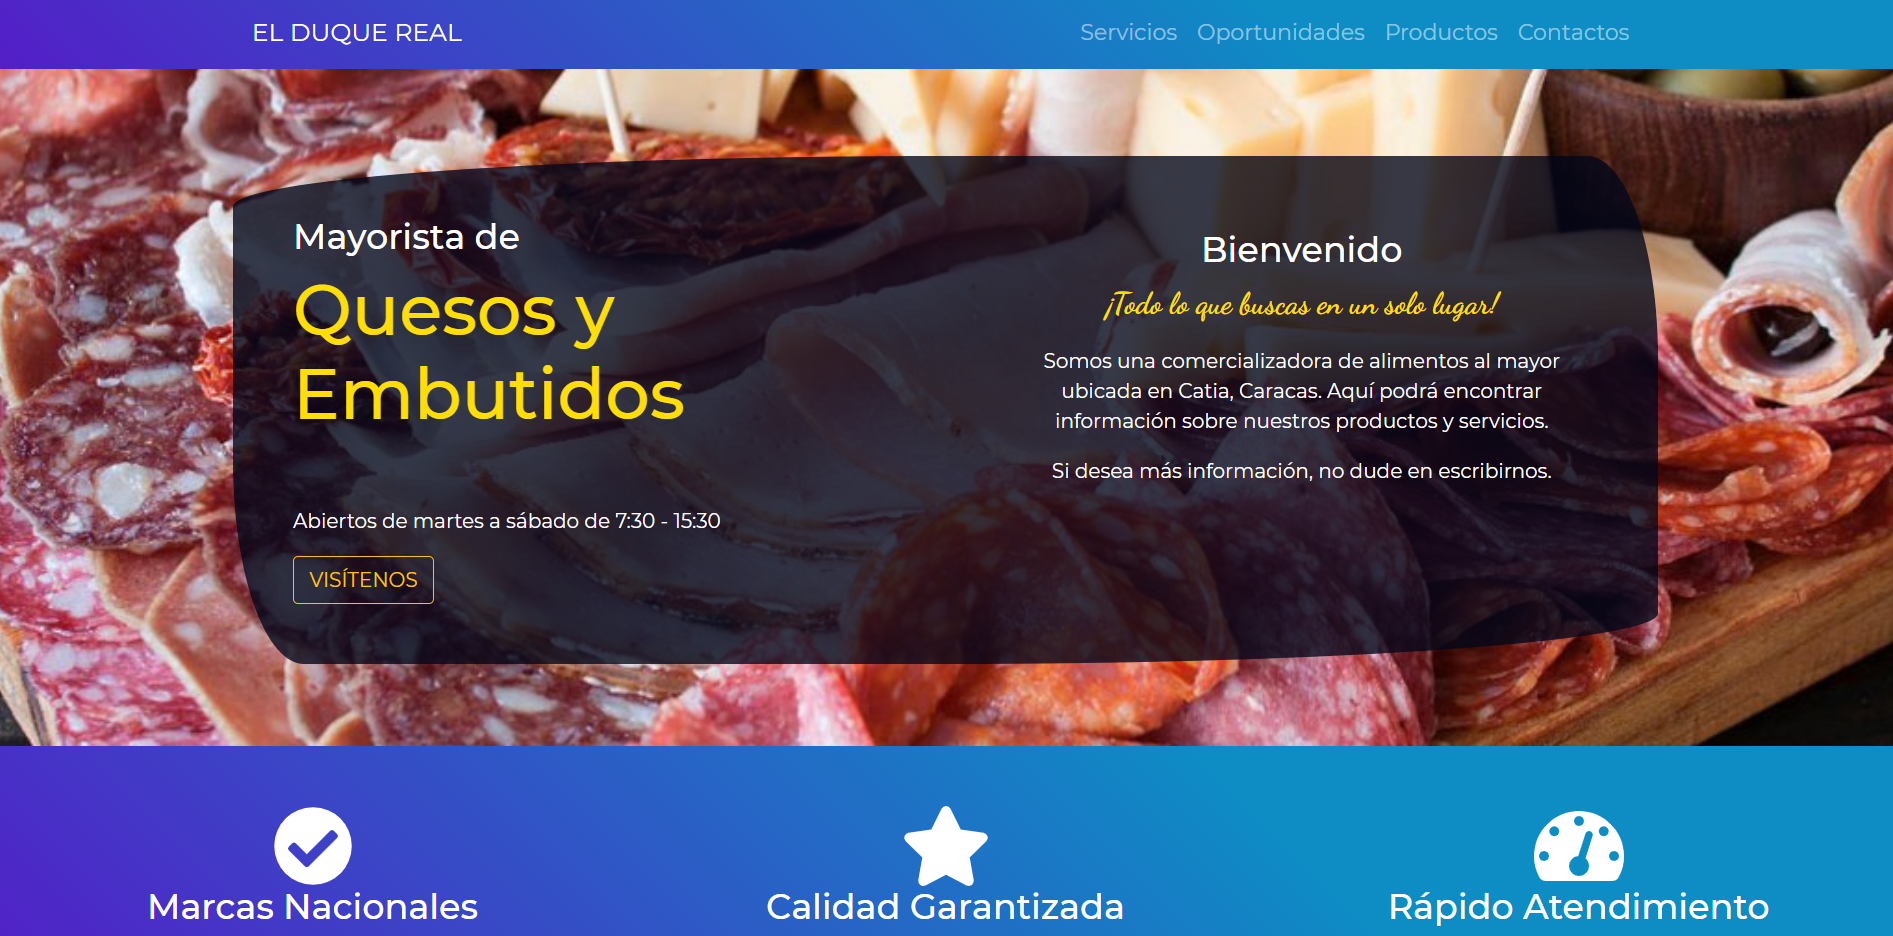 EL DUQUE REAL
Servicios Oportunidades Productos Contactos
Mayorista de
Quesos y
Embutidos
Abiertos de martes a sábado de 7:30 - 15:30
VISÍTENOS
Bienvenido
¡Todo lo que buscas en un solo lugar!
Somos una comercializadora de alimentos al mayor
ubicada en Catia, Caracas. Aquí podrá encontrar
información sobre nuestros productos y servicios.
Si desea más información, no dude en escribirnos.
Marcas Nacionales
Calidad Garantizada
Rápido Atendimiento